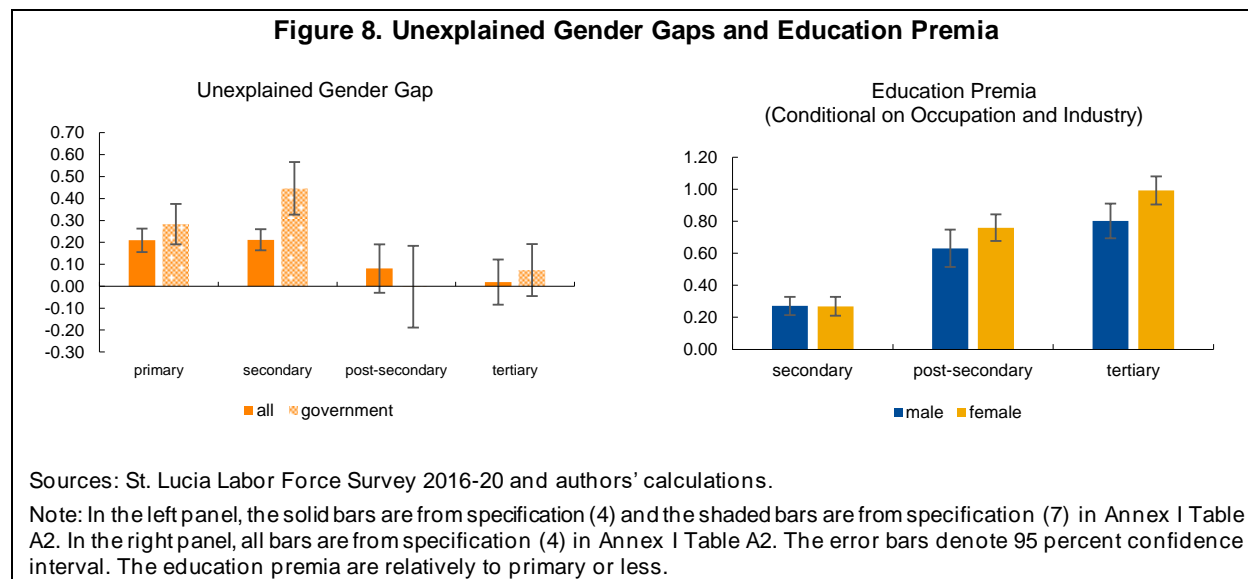 Figure 8. Unexplained Gender Gaps and Education Premia
Unexplained Gender Gap
0.70
0.60
0.50
0.40
0.30
0.20
0.10
0.00
-0.10
-0.20
-0.30
primary secondary post-secondary tertiary
all government
Education Premia
(Conditional on Occupation and Industry)
1.20
1.00
0.80
0.60
0.40
0.20
0.00
secondary post-secondary tertiary
male female
Sources: St. Lucia Labor Force Survey 2016-20 and authors’ calculations.
Note: In the left panel, the solid bars are from specification (4) and the shaded bars are from specification (7) in Annex I Table
A2. In the right panel, all bars are from specification (4) in Annex I Table A2. The error bars denote 95 percent confidence
interval. The education premia are relatively to primary or less.